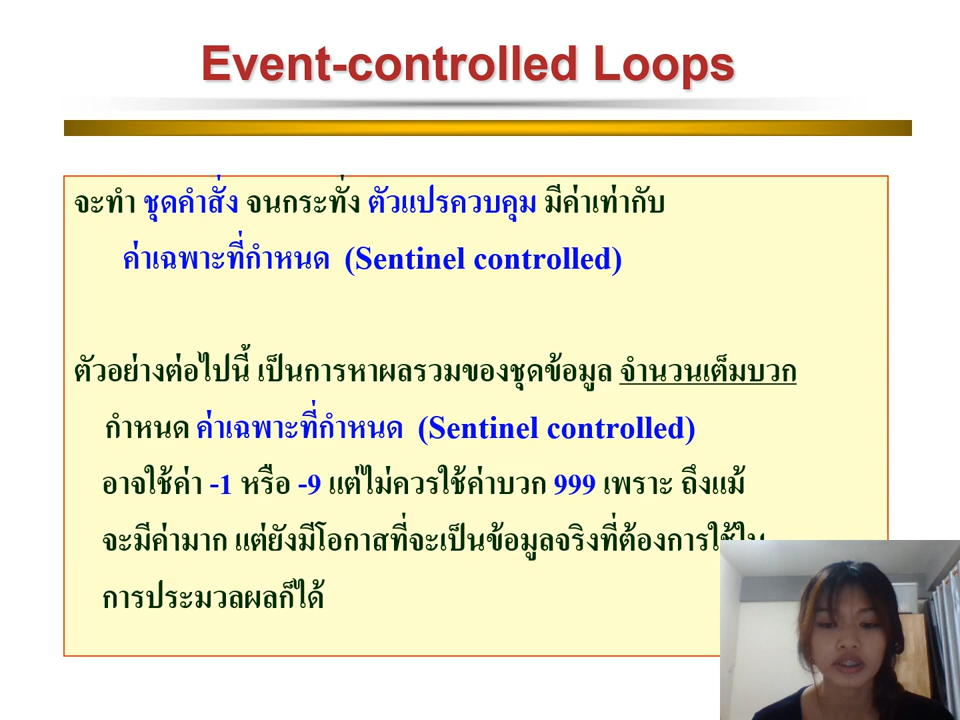 Event-controlled Loops
จะทำ ชุดคำสั่ง จนกระทั่ง ตัวแปรควบคุม มีค่าเท่ากับ
ค่าเฉพาะที่กำหนด (Sentinel controlled)
ตัวอย่างต่อไปนี้ เป็นการหาผลรวมของชุดข้อมูล จำนวนเต็มบวก
กำหนด ค่าเฉพาะที่กำหนด (Sentinel controlled)
อาจใช้ค่า -1 หรือ -9 แต่ไม่ควรใช้ค่าบวก 999 เพราะ ถึงแม้
จะมีค่ามาก แต่ยังมีโอกาสที่จะเป็นข้อมูลจริงที่ต้องการใช้ใน
การประมวลผลก็ได้